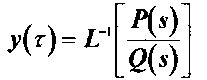 y(τ) = L⁻¹[P(s)/Q(s)]